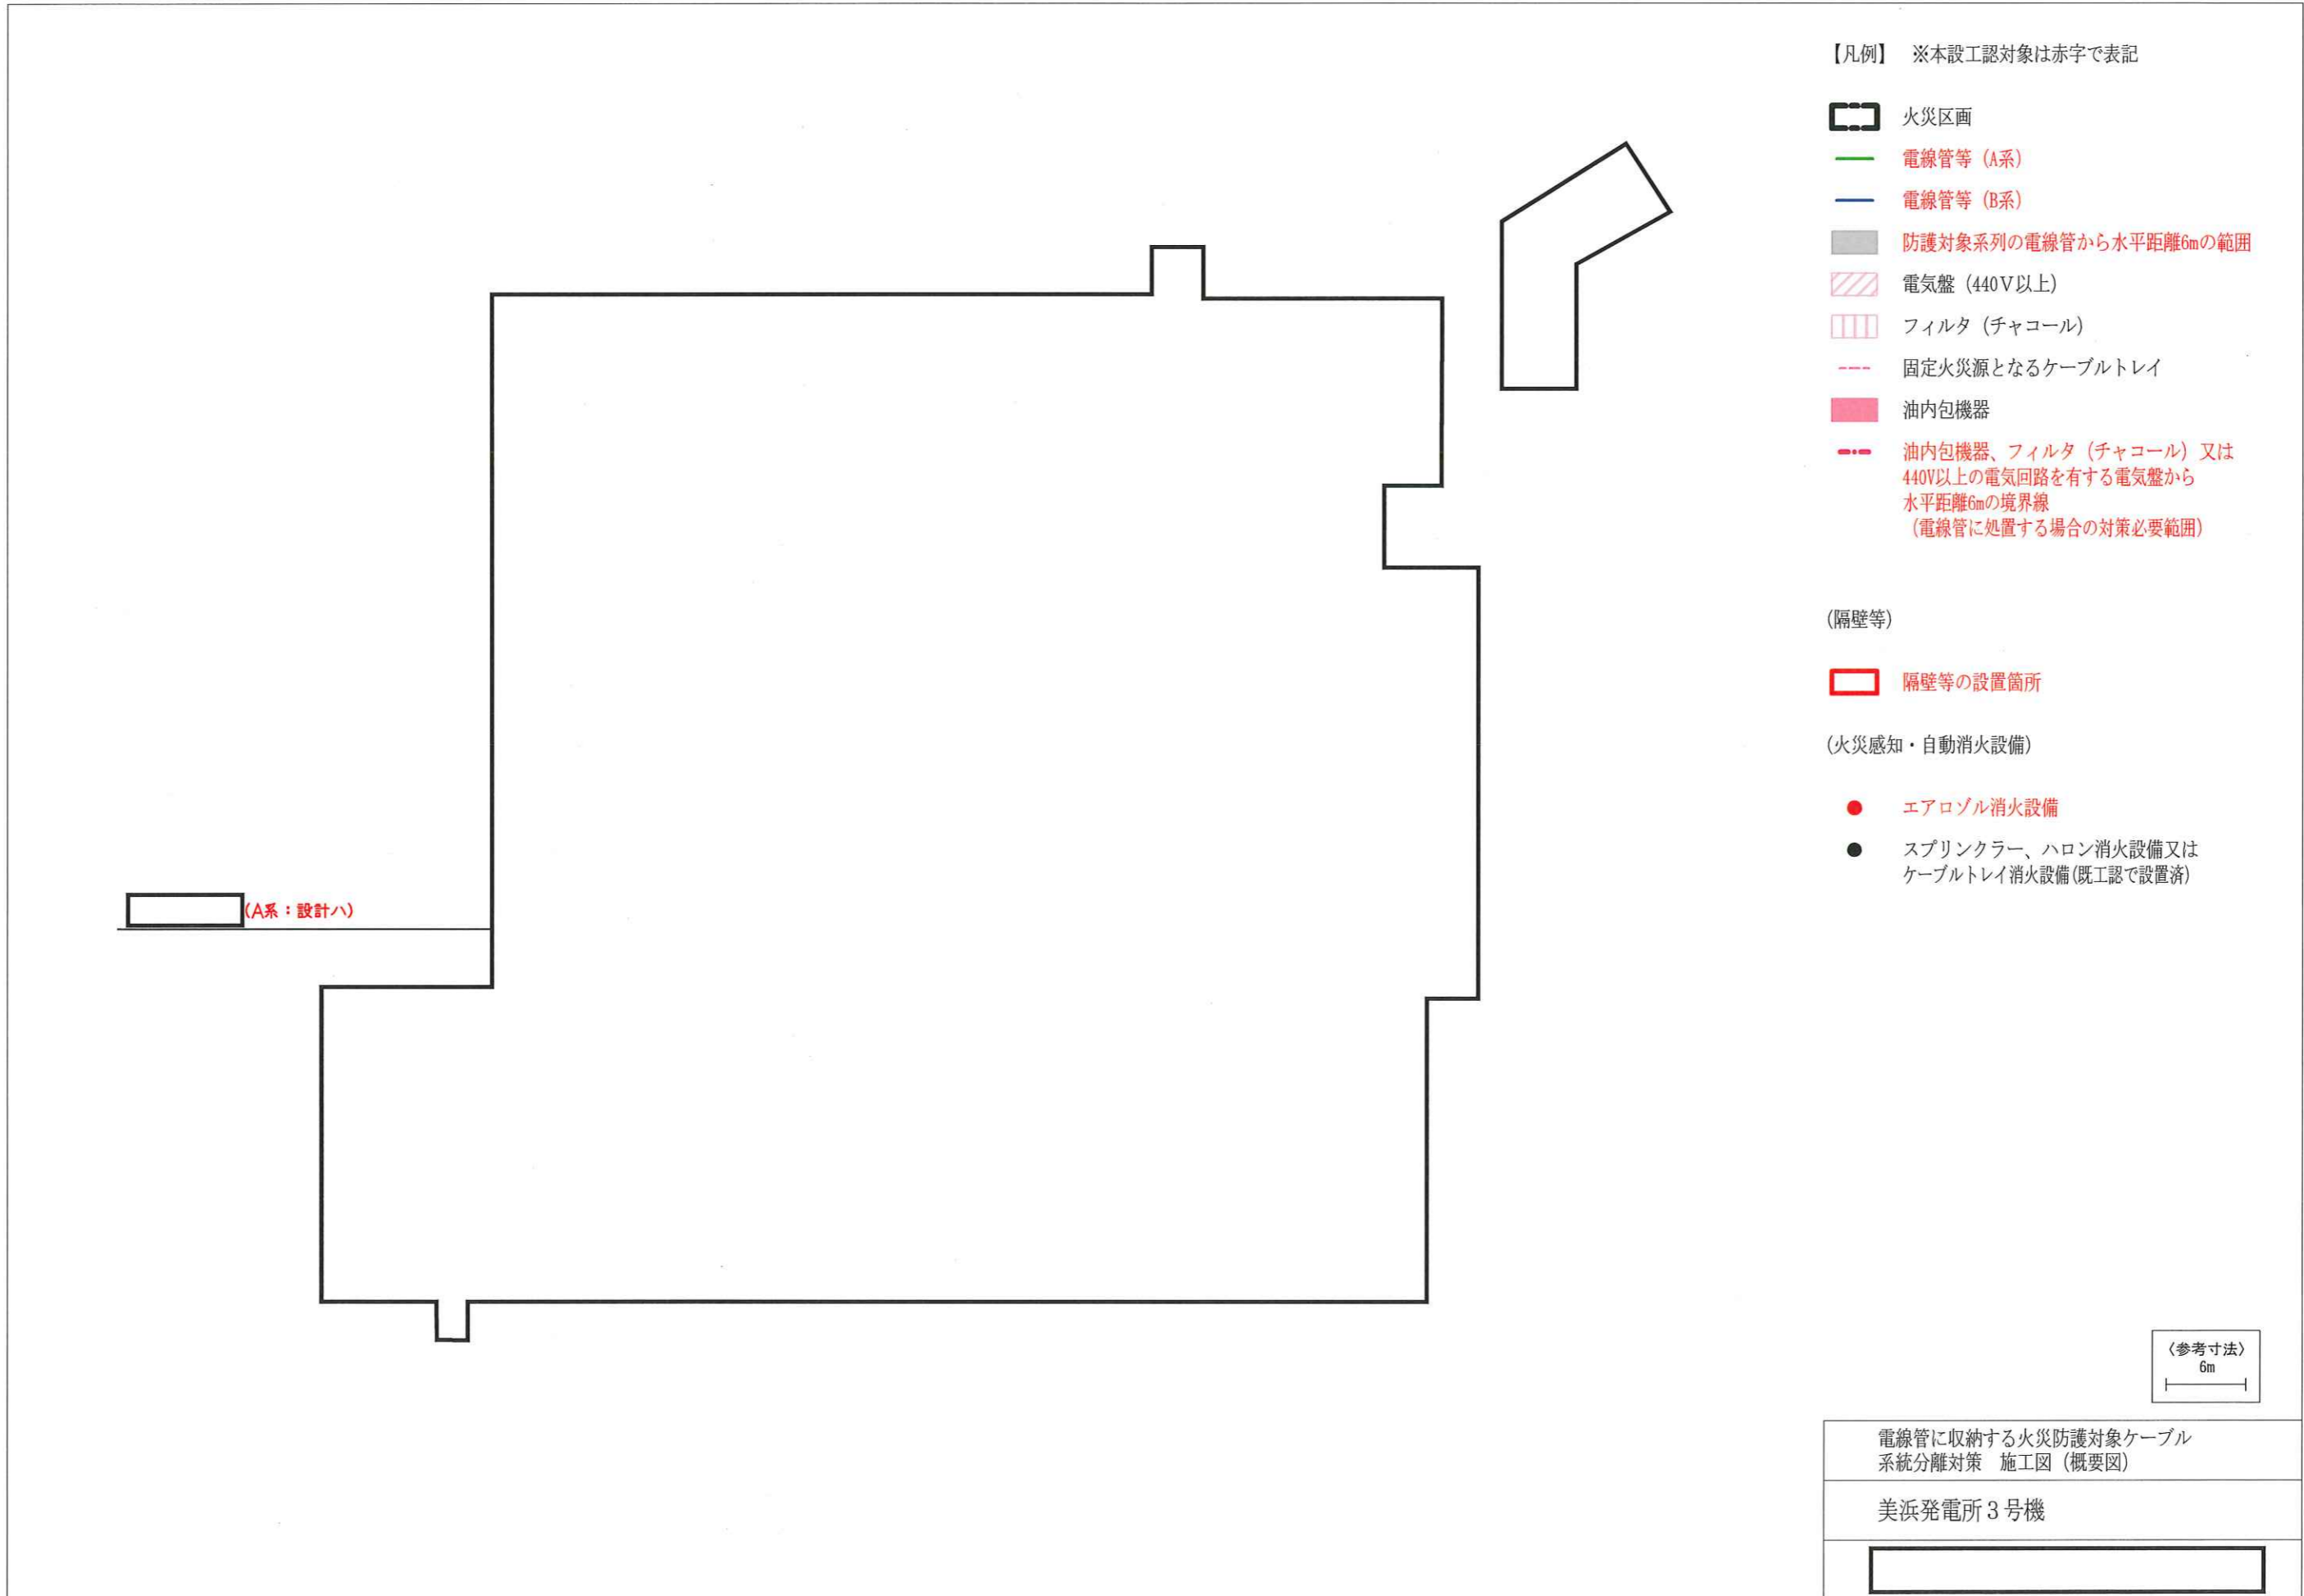 【凡例】 ※本設工認対象は赤字で表記
火災区画
電線管等（A系）
電線管等（B系）
防護対象系列の電線管から水平距離6mの範囲
電気盤（440V以上）
フィルタ（チャコール）
固定火災源となるケーブルトレイ
油内包機器
油内包機器、フィルタ（チャコール）又は
440V以上の電気回路を有する電気盤から
水平距離6mの境界線
（電線管に処置する場合の対策必要範囲）
(隔壁等)
隔壁等の設置箇所
(火災感知・自動消火設備)
エアロゾル消火設備
スプリンクラー、ハロン消火設備又は
ケーブルトレイ消火設備(既工認で設置済)
(A系：設計ハ)
〈参考寸法〉
6m
電線管に収納する火災防護対象ケーブル
系統分離対策 施工図（概要図）
美浜発電所３号機